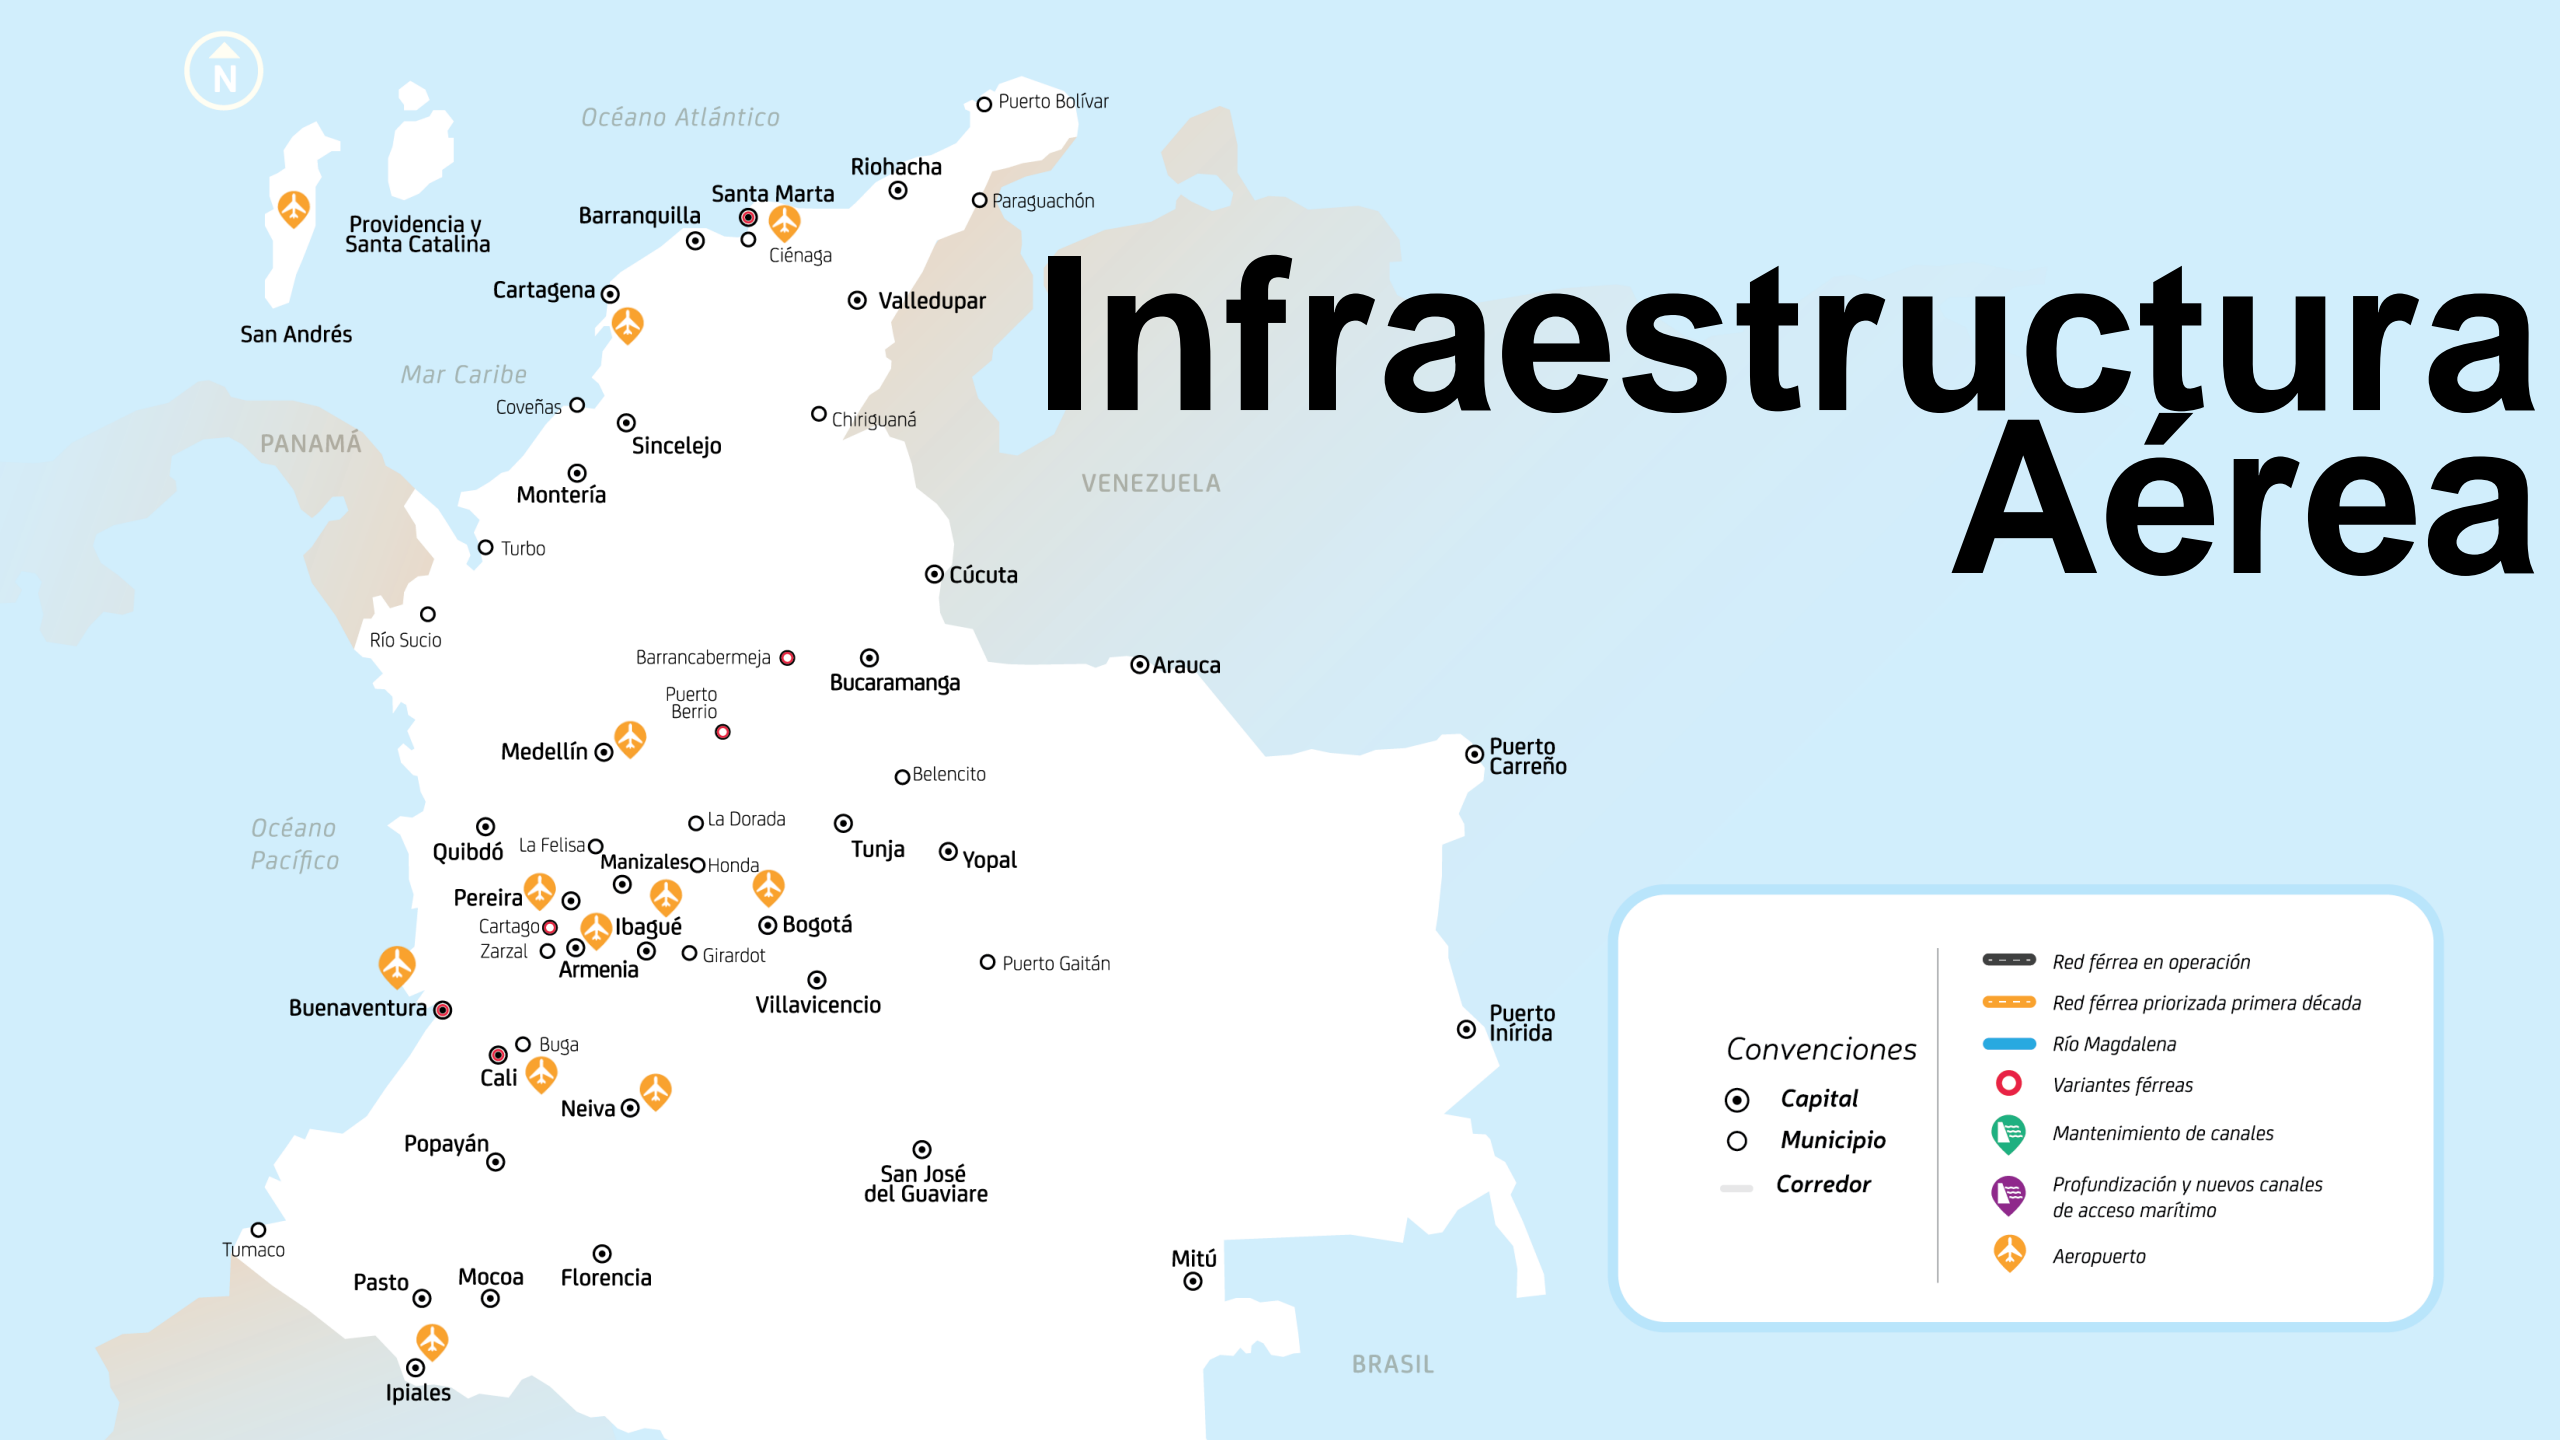 N
Océano Atlántico
Puerto Bolívar
Riohacha
Santa Marta
Barranquilla
Paraguachón
Providencia y
Santa Catalina
Ciénaga
Cartagena
Valledupar
San Andrés
Infraestructura
Aérea
Mar Caribe
Coveñas
Chiriguaná
PANAMÁ
Sincelejo
VENEZUELA
Montería
Turbo
Cúcuta
Río Sucio
Barrancabermeja
Bucaramanga
Arauca
Puerto
Berrio
Medellín
Puerto
Carreño
Belencito
Océano
Pacífico
La Dorada
Quibdó
La Felisa
Manizales
Honda
Tunja
Yopal
Pereira
Cartago
Ibagué
Bogotá
Zarzal
Armenia
Girardot
Puerto Gaitán
Villavicencio
Buenaventura
Puerto
Inírida
Buga
Cali
Neiva
Popayán
San José
del Guaviare
Tumaco
Pasto
Mocoa
Florencia
Mitú
Ipiales
BRASIL
Convenciones
Capital
Municipio
Corredor
Red férrea en operación
Red férrea priorizada primera década
Río Magdalena
Variantes férreas
Mantenimiento de canales
Profundización y nuevos canales
de acceso marítimo
Aeropuerto